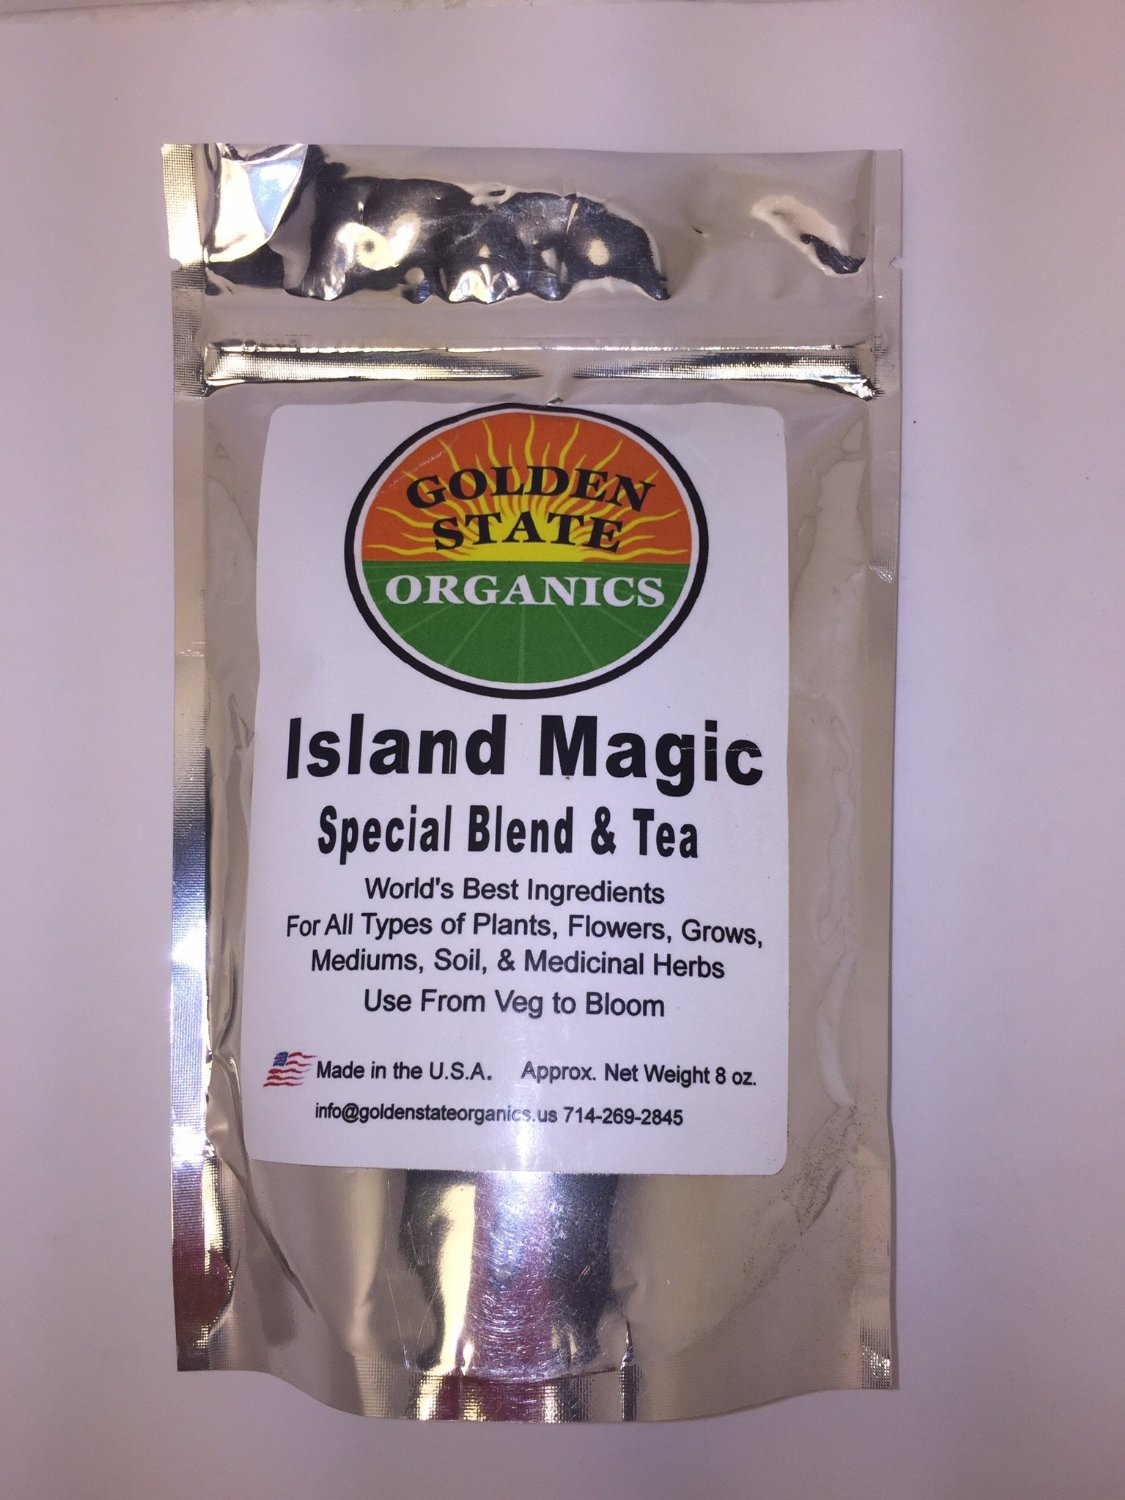 GOLDEN
STATE
ORGANICS
Island Magic
Special Blend & Tea
World's Best Ingredients
For All Types of Plants, Flowers, Grows,
Mediums, Soil, & Medicinal Herbs
Use From Veg to Bloom
Made in the U.S.A. Approx. Net Weight 8 oz.
info@goldenstateorganics.us 714-269-2845